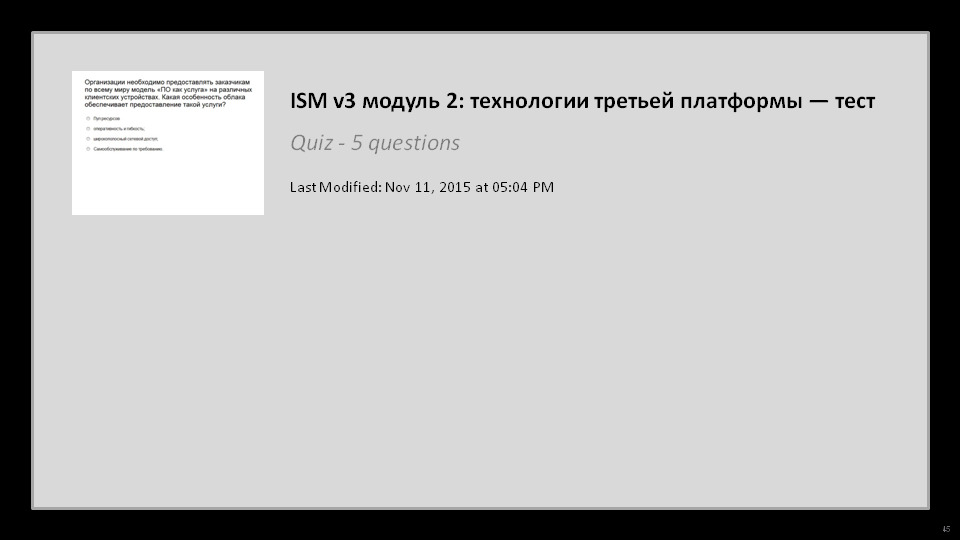 Организации необходимо предоставлять заказчикам
по всему миру модель «ПО как услуга» на различных
клиентских устройствах. Какая особенность облака
обеспечивает предоставление такой услуги?
Пул ресурсов
оперативность и гибкость;
широкополосный сетевой доступ;
Самообслуживание по требованию.
ISM v3 модуль 2: технологии третьей платформы — тест
Quiz - 5 questions
Last Modified: Nov 11, 2015 at 05:04 PM
45